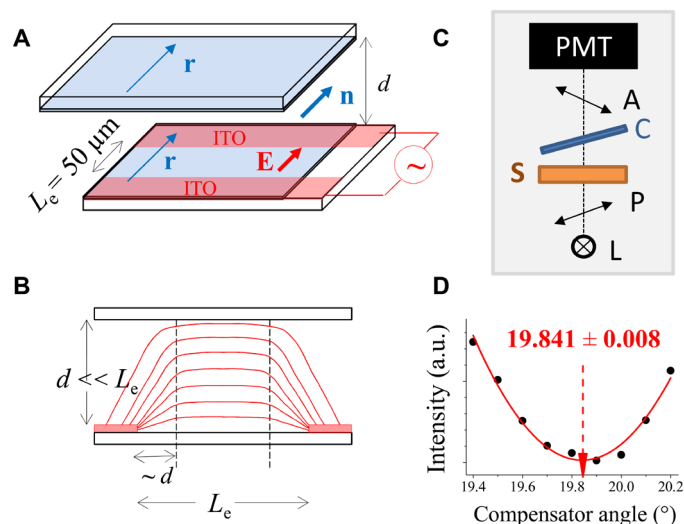 A
r
d
n
ITO
r
E
~
ITO
Lₑ = 50 µm
B
d << Lₑ
~d
Lₑ
C
PMT
A
C
S
P
L
D
19.841 ± 0.008
Intensity (a.u.)
19.4 19.6 19.8 20.0 20.2
Compensator angle (°)